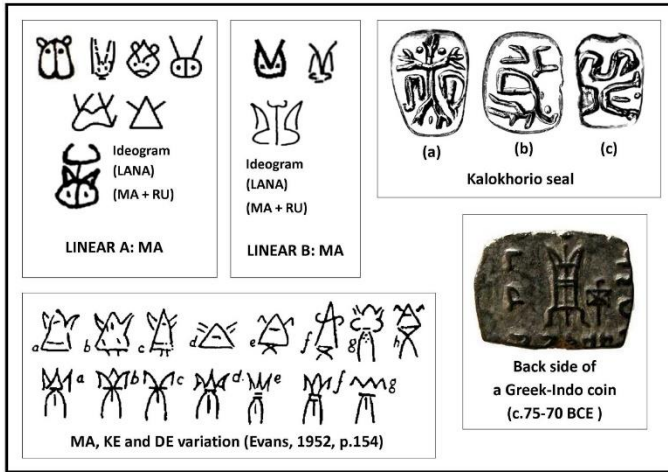 Ideogram
(LANA)
(MA + RU)
LINEAR A: MA
Ideogram
(LANA)
(MA + RU)
LINEAR B: MA
(a)
(b)
(c)
Kalokhorio seal
a b c d e f g h
a b c d e f g
MA, KE and DE variation (Evans, 1952, p.154)
Back side of
a Greek-Indo coin
(c.75-70 BCE )